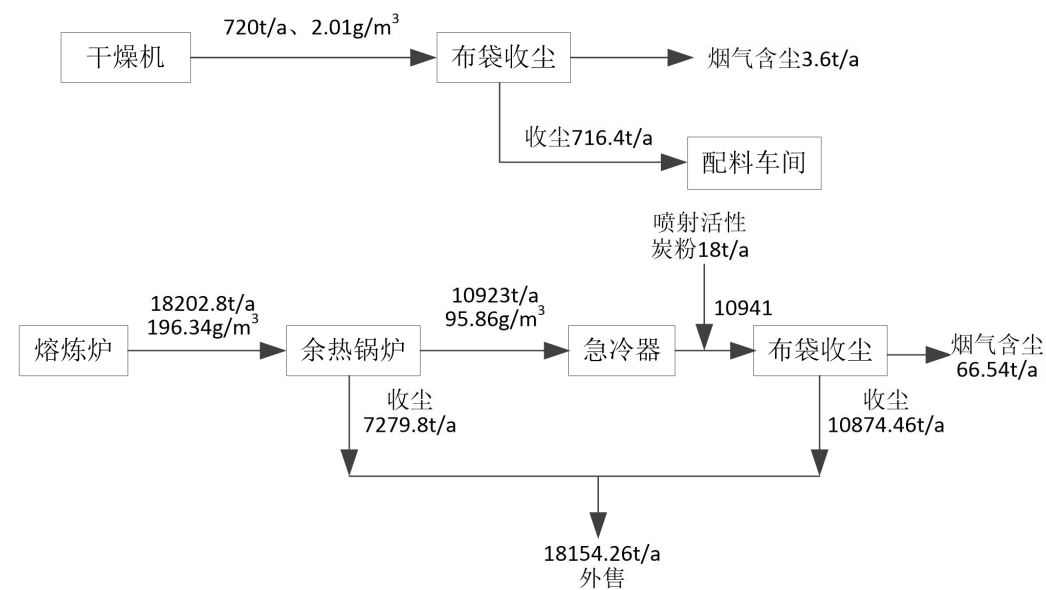 720t/a、2.01g/m³
干燥机
布袋收尘
烟气含尘3.6t/a
收尘716.4t/a
配料车间
喷射活性
炭粉18t/a
18202.8t/a
196.34g/m³
10923t/a
95.86g/m³
10941
熔炼炉
余热锅炉
急冷器
布袋收尘
烟气含尘
66.54t/a
收尘
7279.8t/a
收尘
10874.46t/a
18154.26t/a
外售